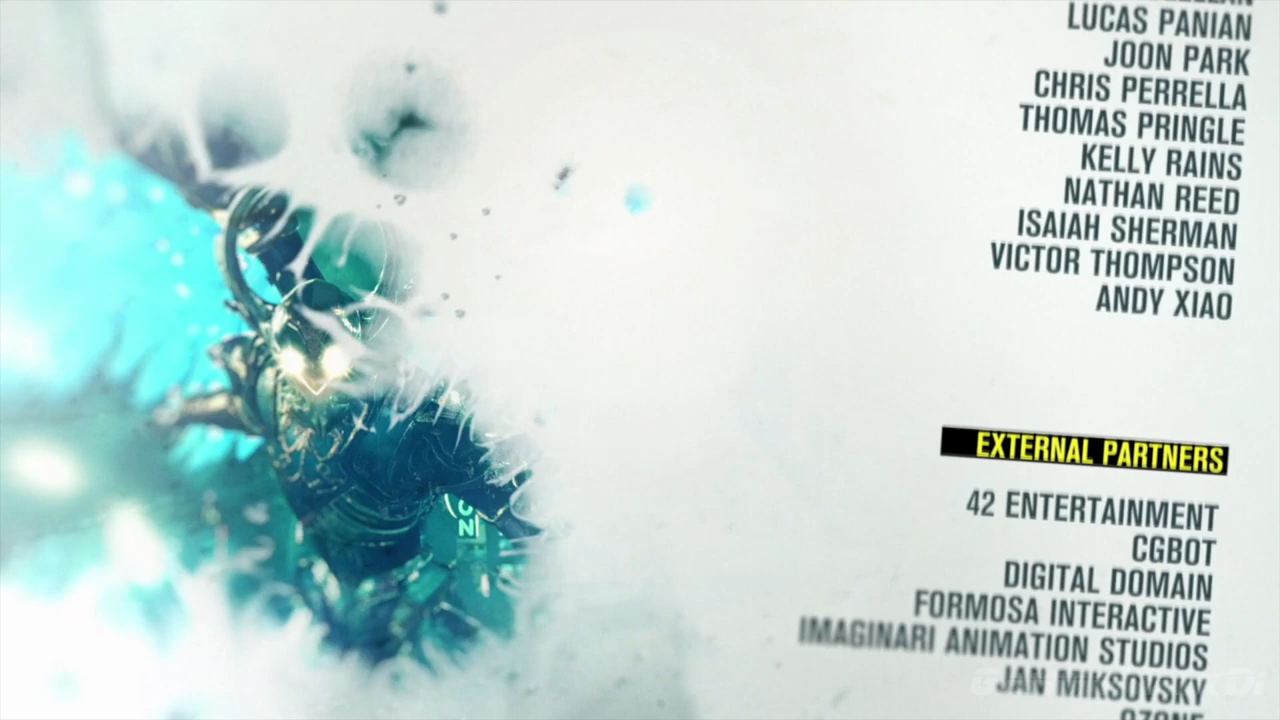 LUCAS PANIAN
JOON PARK
CHRIS PERRELLA
THOMAS PRINGLE
KELLY RAINS
NATHAN REED
ISAIAH SHERMAN
VICTOR THOMPSON
ANDY XIAO
EXTERNAL PARTNERS
42 ENTERTAINMENT
CGBOT
DIGITAL DOMAIN
FORMOSA INTERACTIVE
IMAGINARI ANIMATION STUDIOS
JAN MIKSOVSKY